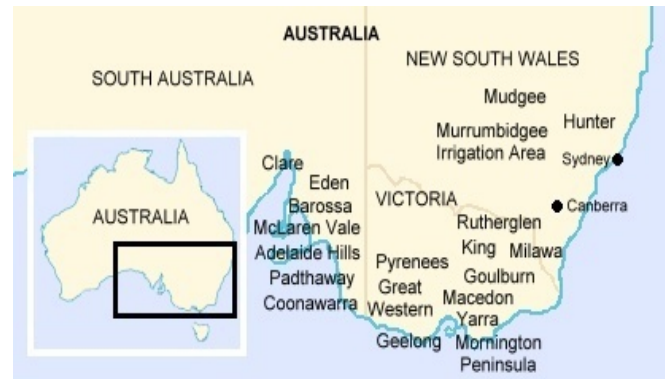 AUSTRALIA
NEW SOUTH WALES
SOUTH AUSTRALIA
Mudgee
Hunter
Murrumbidgee
Irrigation Area
Sydney
Clare
Eden
Barossa
McLaren Vale
Adelaide Hills
Padthaway
Coonawarra
VICTORIA
Canberra
Rutherglen
King
Milawa
Pyrenees
Goulburn
Great
Western
Macedon
Yarra
Geelong
Mornington
Peninsula
AUSTRALIA